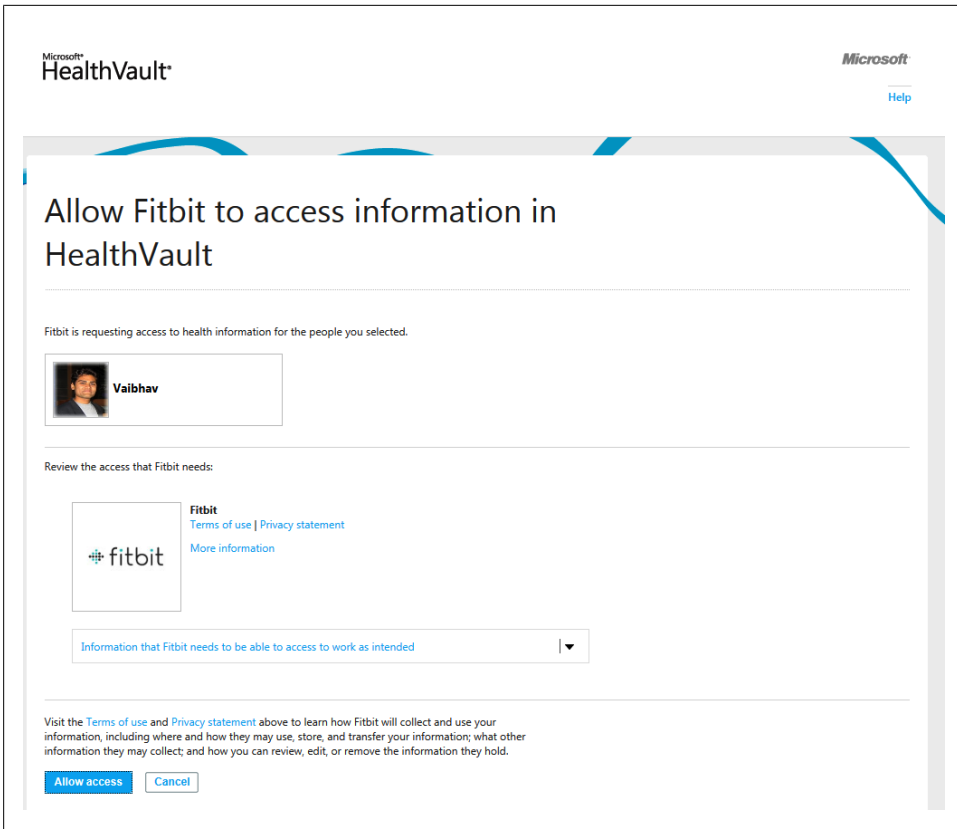 Microsoft®
HealthVault®
Microsoft
Help
Allow Fitbit to access information in
HealthVault
Fitbit is requesting access to health information for the people you selected.
Vaibhav
Review the access that Fitbit needs:
Fitbit
Terms of use | Privacy statement
More information
fitbit
Information that Fitbit needs to be able to access to work as intended
Visit the Terms of use and Privacy statement above to learn how Fitbit will collect and use your
information, including where and how they may use, store, and transfer your information; what other
information they may collect; and how you can review, edit, or remove the information they hold.
Allow access
Cancel